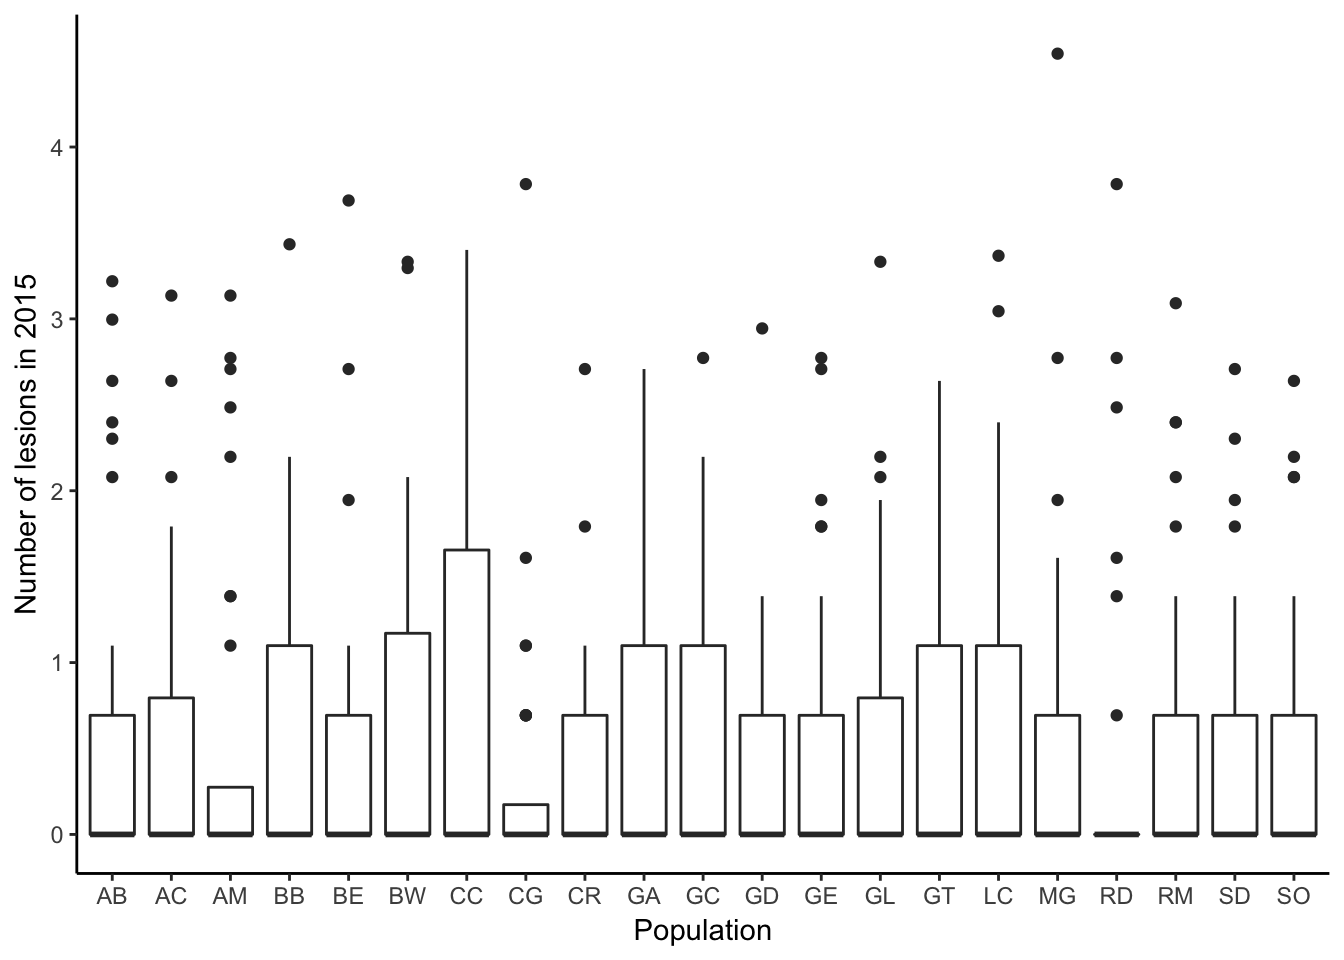 Number of lesions in 2015
4
3
2
1
0
AB AC AM BB BE BW CC CG CR GA GC GD GE GL GT LC MG RD RM SD SO
Population